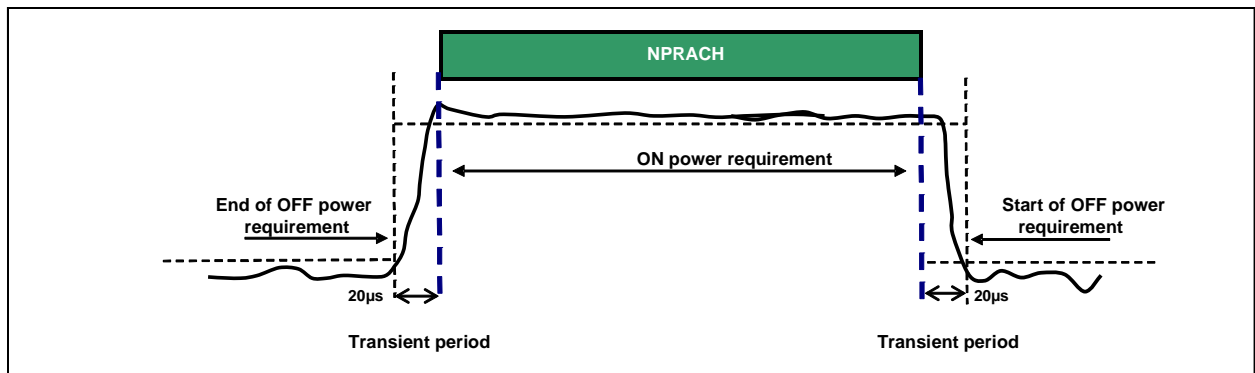 NPRACH
ON power requirement
End of OFF power
requirement
Start of OFF power
requirement
20µs
20µs
Transient period
Transient period